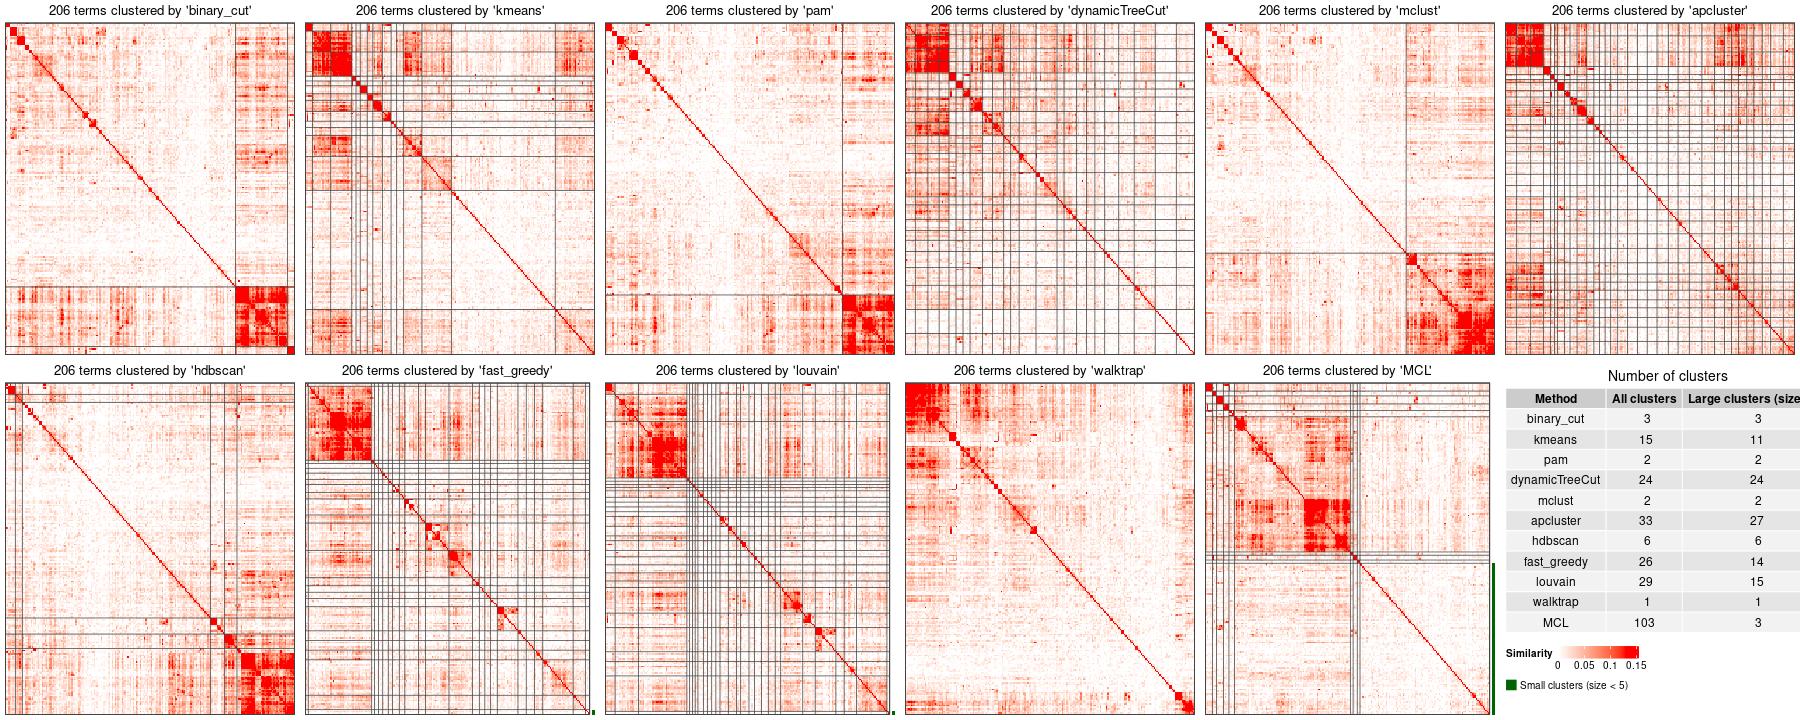 206 terms clustered by 'binary_cut'
206 terms clustered by 'kmeans'
206 terms clustered by 'pam'
206 terms clustered by 'dynamicTreeCut'
206 terms clustered by 'mclust'
206 terms clustered by 'apcluster'
206 terms clustered by 'hdbscan'
206 terms clustered by 'fast_greedy'
206 terms clustered by 'louvain'
206 terms clustered by 'walktrap'
206 terms clustered by 'MCL'
Number of clusters
Method All clusters Large clusters (size
binary_cut 3 3
kmeans 15 11
pam 2 2
dynamicTreeCut 24 24
mclust 2 2
apcluster 33 27
hdbscan 6 6
fast_greedy 26 14
louvain 29 15
walktrap 1 1
MCL 103 3
Similarity
0 0.05 0.1 0.15
Small clusters (size < 5)